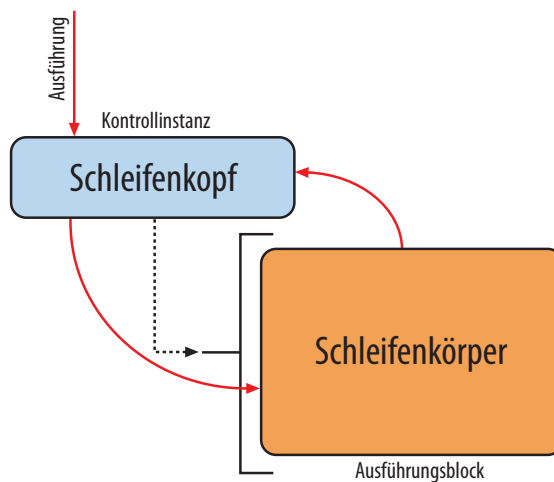 Ausführung
Kontrollinstanz
Schleifenkopf
Schleifenkörper
Ausführungsblock